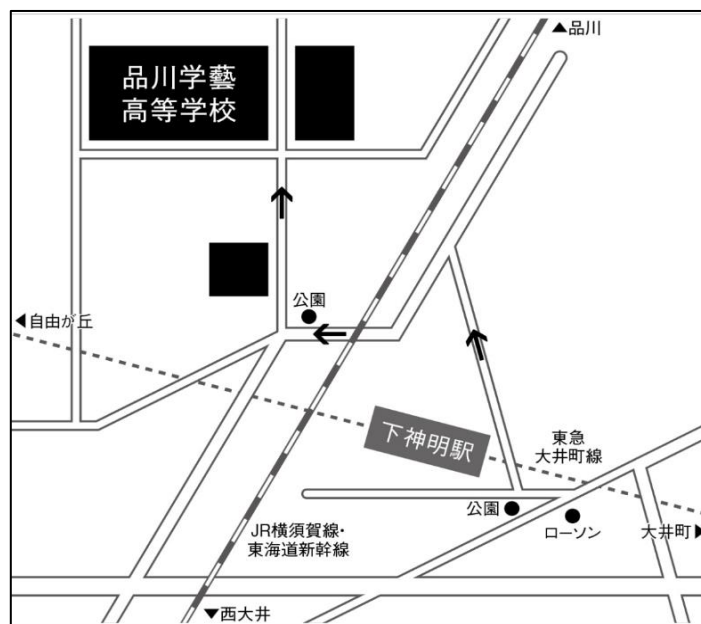 ▲品川
品川学藝
高等学校
公園
◀自由が丘
下神明駅
東急
大井町線
公園
ローソン
大井町▶
JR横須賀線・
東海道新幹線
▼西大井